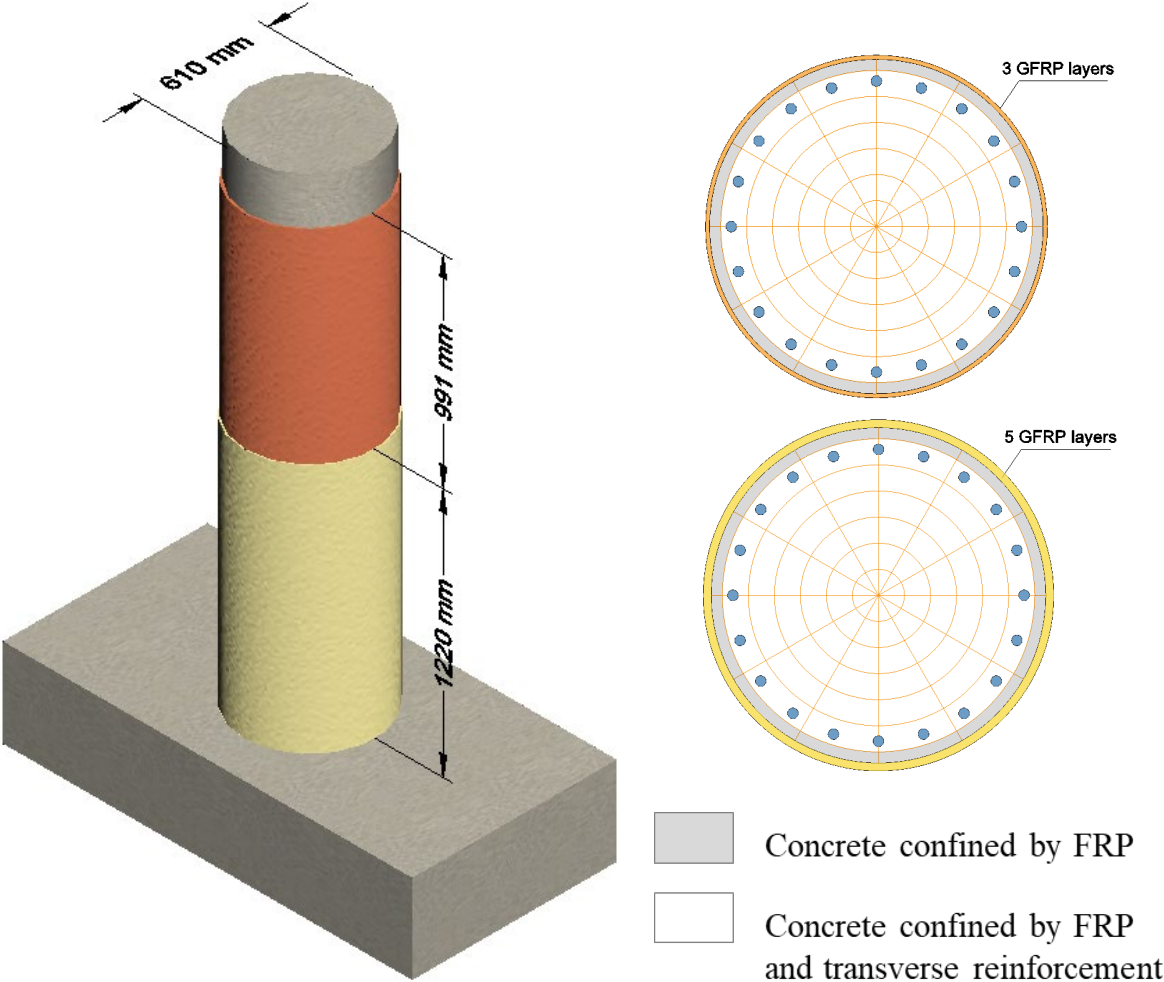 610 mm
991 mm
1220 mm
3 GFRP layers
5 GFRP layers
Concrete confined by FRP
Concrete confined by FRP
and transverse reinforcement